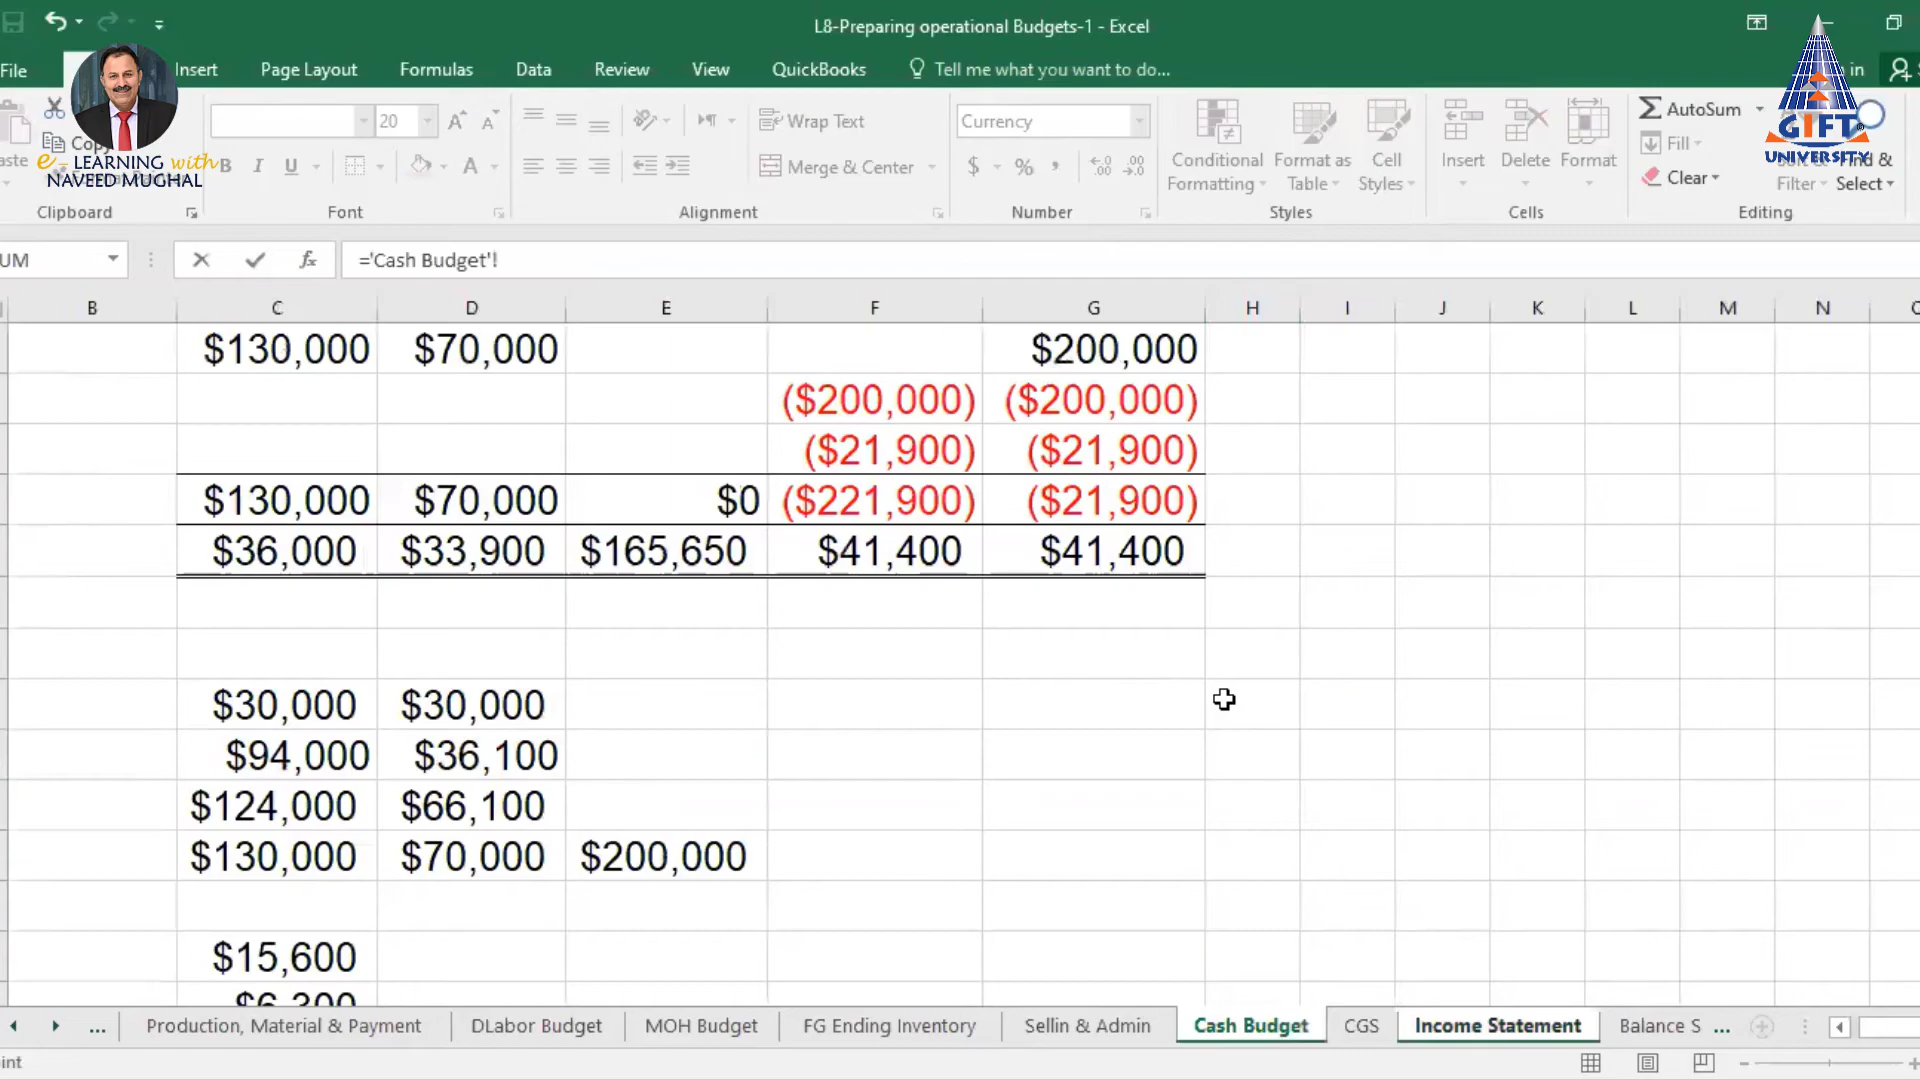 L8-Preparing operational Budgets-1 - Excel
File Insert Page Layout Formulas Data Review View QuickBooks Tell me what you want to do... in
20 Wrap Text Currency AutoSum
e- LEARNING with
NAVEED MUGHAL
GIFT
UNIVERSITY
B I U Merge & Center $ % Conditional Formatting Format as Table Cell Styles Insert Delete Format Fill Clear Filter Find & Select
Clipboard Font Alignment Number Styles Cells Editing
UM ='Cash Budget'!
B C D E F G H I J K L M N
$130,000 $70,000 $200,000
($200,000) ($200,000)
($21,900) ($21,900)
$130,000 $70,000 $0 ($221,900) ($21,900)
$36,000 $33,900 $165,650 $41,400 $41,400
$30,000 $30,000
$94,000 $36,100
$124,000 $66,100
$130,000 $70,000 $200,000
$15,600
$6,300
... Production, Material & Payment DLabor Budget MOH Budget FG Ending Inventory Sellin & Admin Cash Budget CGS Income Statement Balance S ...
int